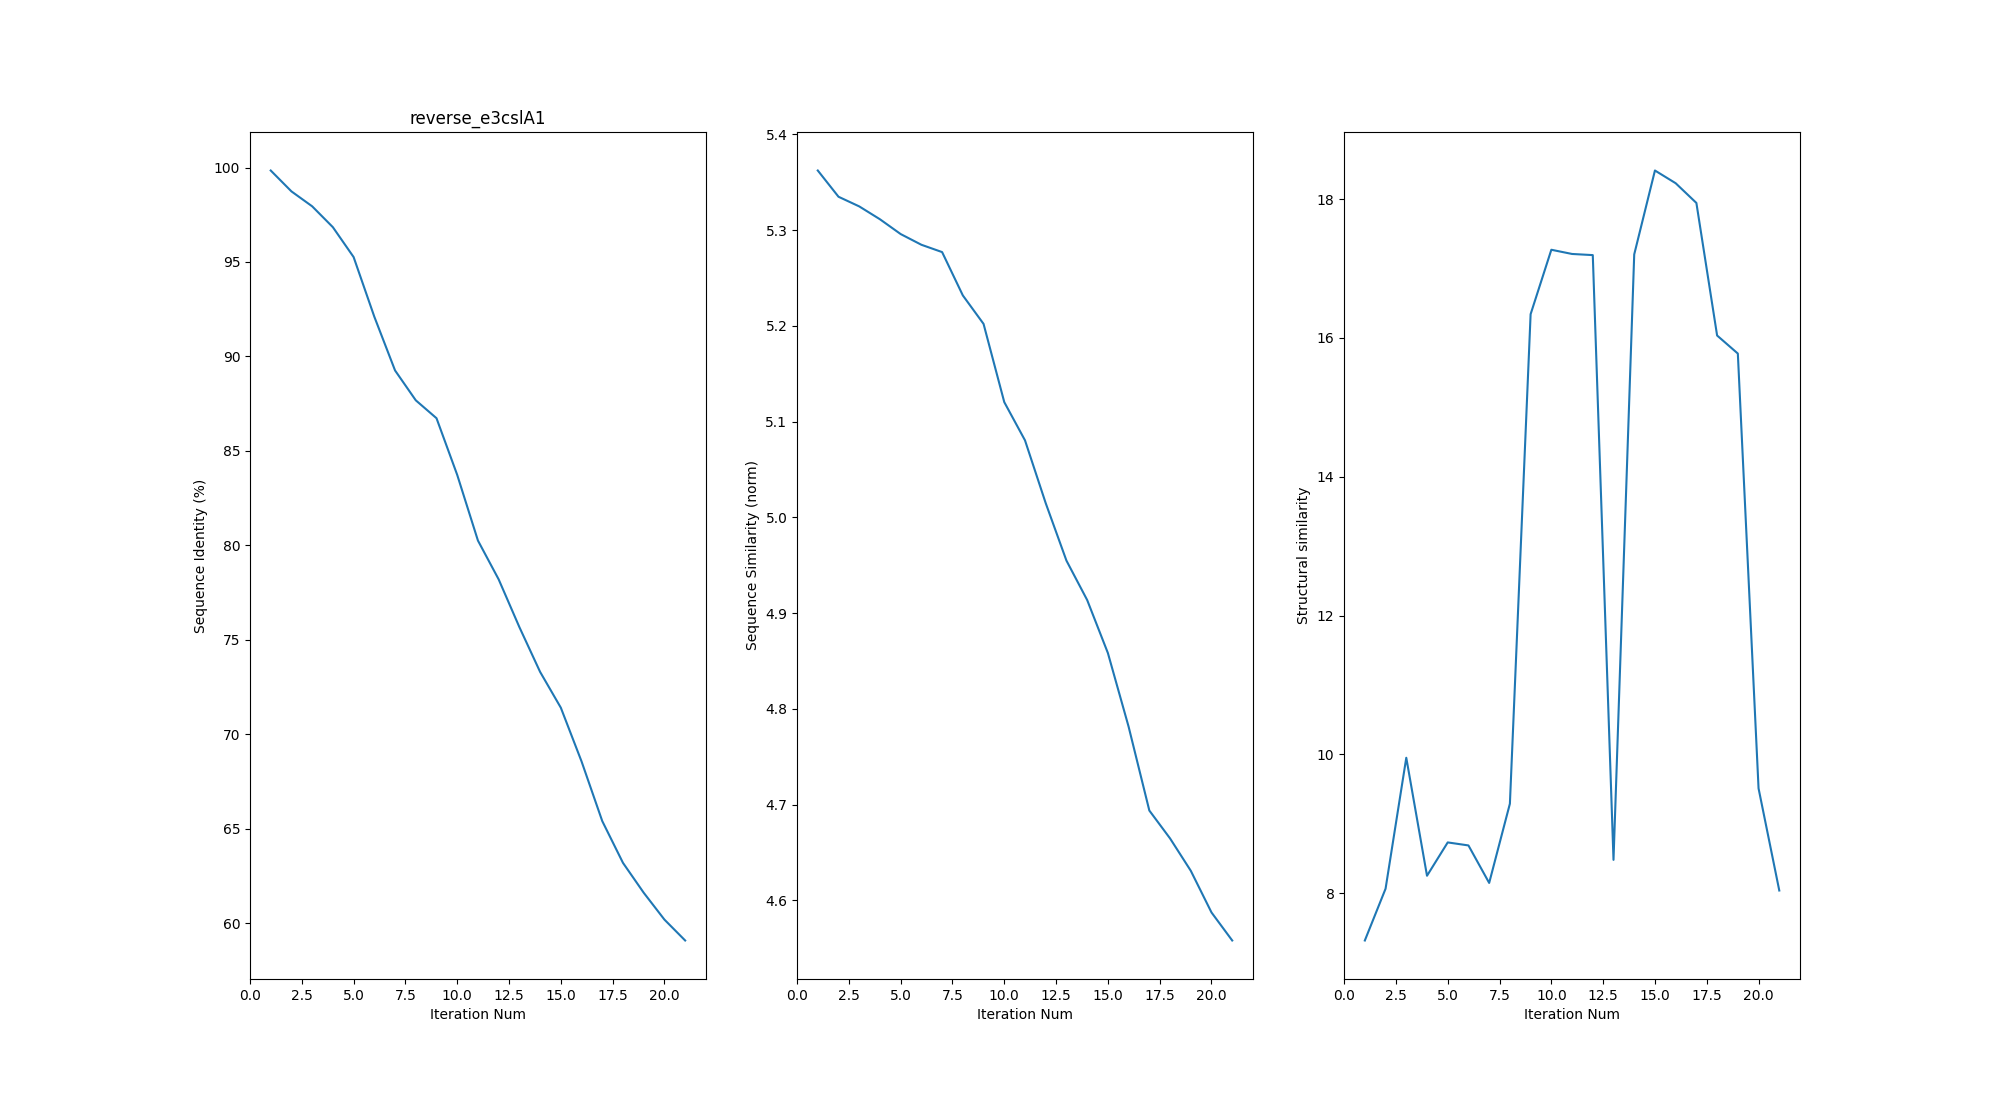 reverse_e3cslA1
Sequence Identity (%)
100
95
90
85
80
75
70
65
60
0.0 2.5 5.0 7.5 10.0 12.5 15.0 17.5 20.0
Iteration Num
Sequence Similarity (norm)
5.4
5.3
5.2
5.1
5.0
4.9
4.8
4.7
4.6
0.0 2.5 5.0 7.5 10.0 12.5 15.0 17.5 20.0
Iteration Num
Structural similarity
18
16
14
12
10
8
0.0 2.5 5.0 7.5 10.0 12.5 15.0 17.5 20.0
Iteration Num